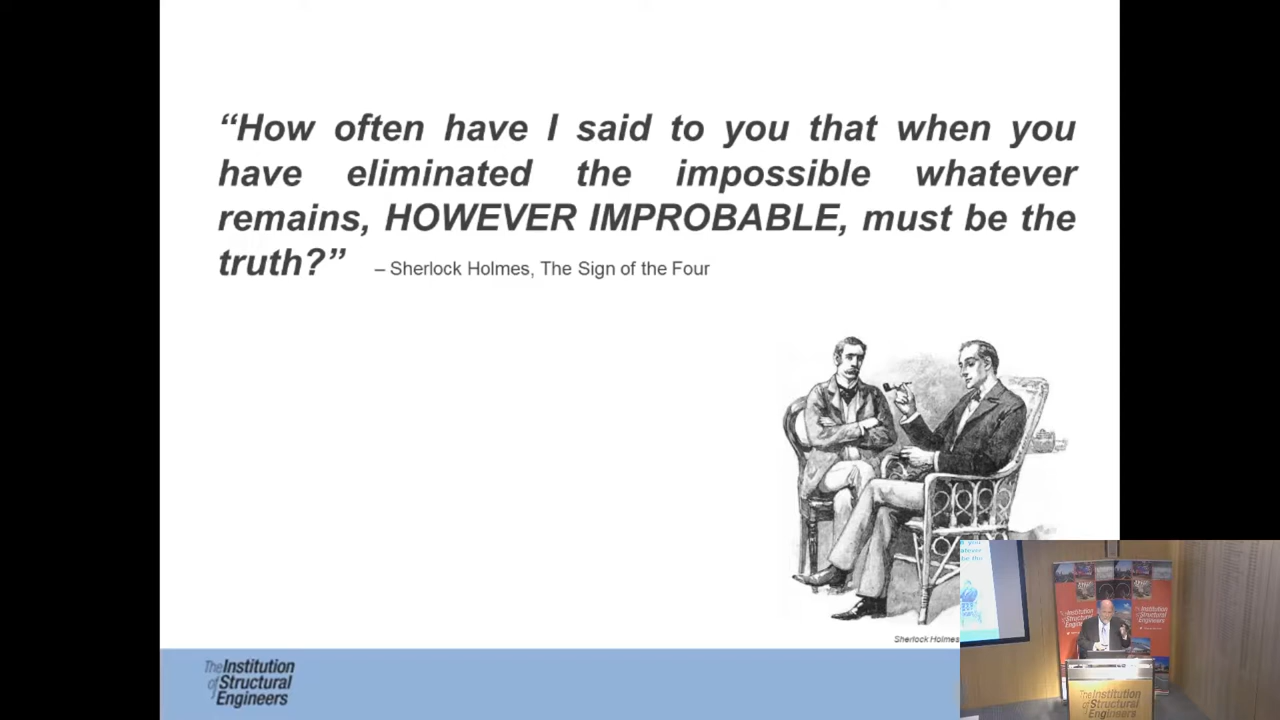 “How often have I said to you that when you
have eliminated the impossible whatever
remains, HOWEVER IMPROBABLE, must be the
truth?” – Sherlock Holmes, The Sign of the Four
Sherlock Holmes
The Institution
of Structural
Engineers
The Institution
of Structural
Engineers